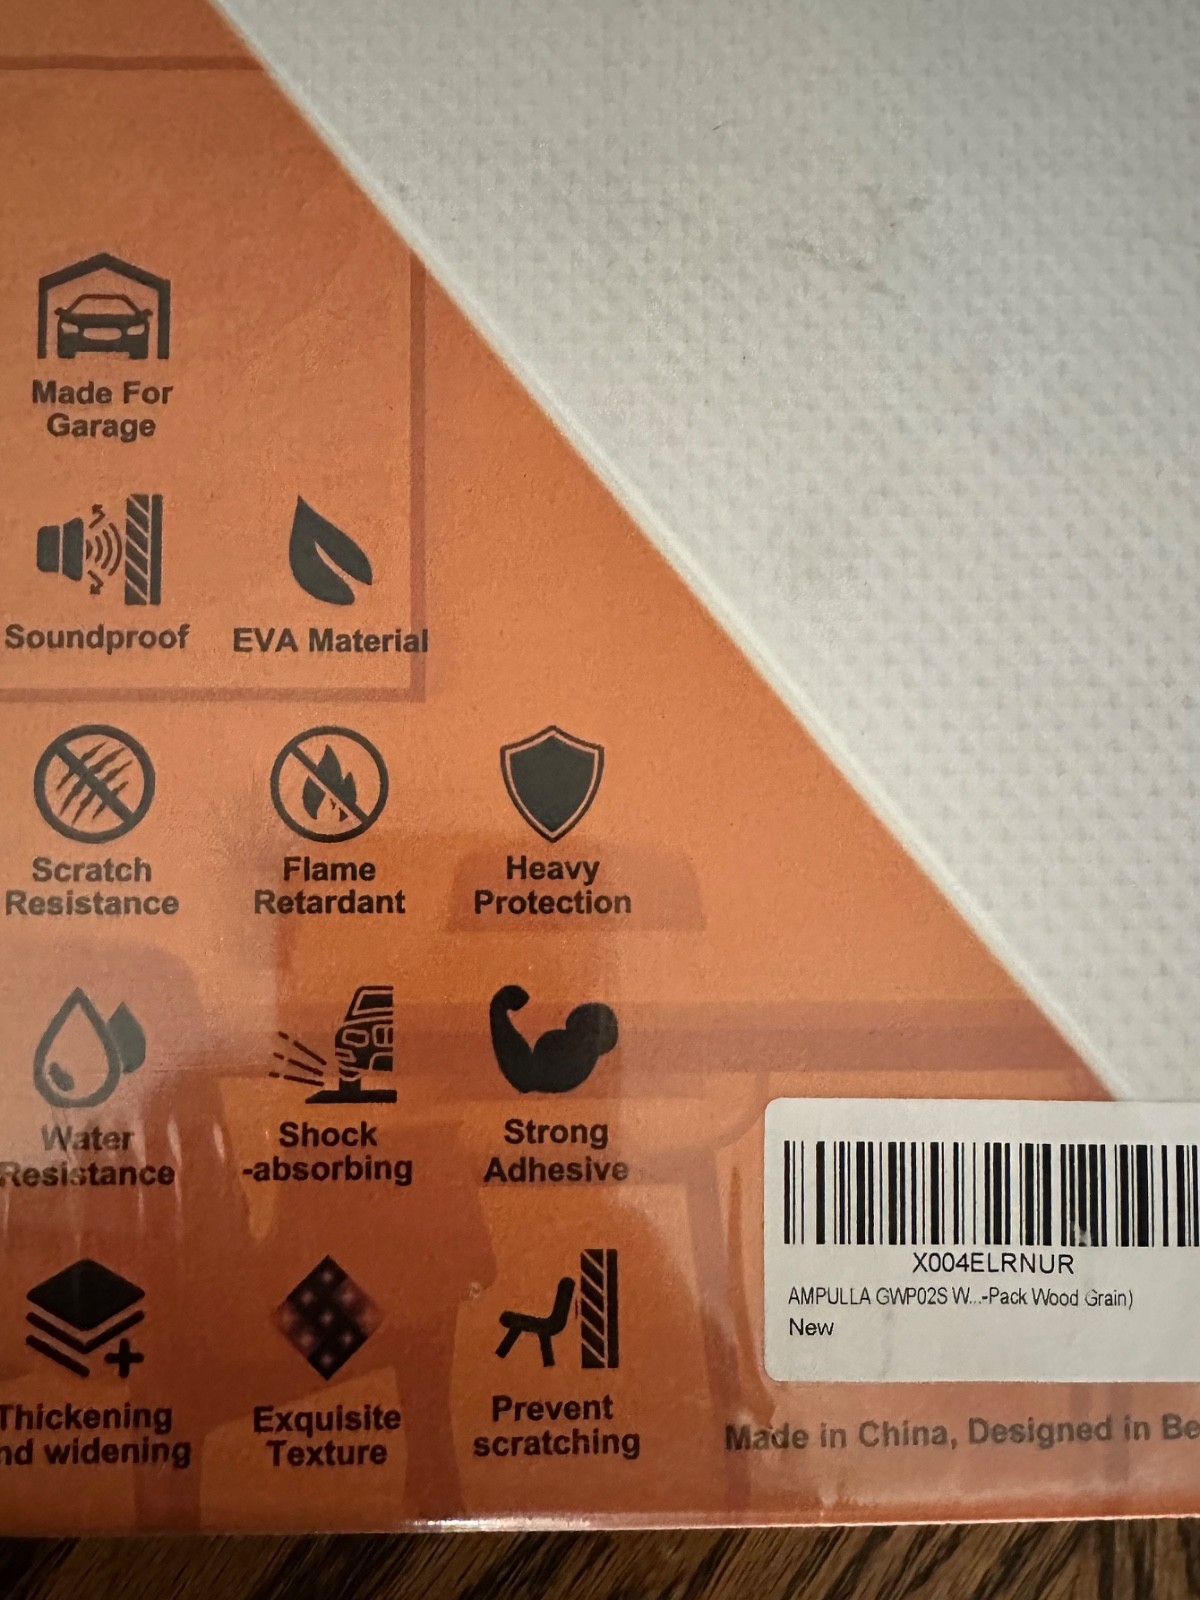 Made For
Garage
Soundproof
EVA Material
Scratch
Resistance
Flame
Retardant
Heavy
Protection
Water
Resistance
Shock
-absorbing
Strong
Adhesive
Thickening
nd widening
Exquisite
Texture
Prevent
scratching
X004ELRNUR
AMPULLA GWP02S W...-Pack Wood Grain)
New
Made in China, Designed in Be